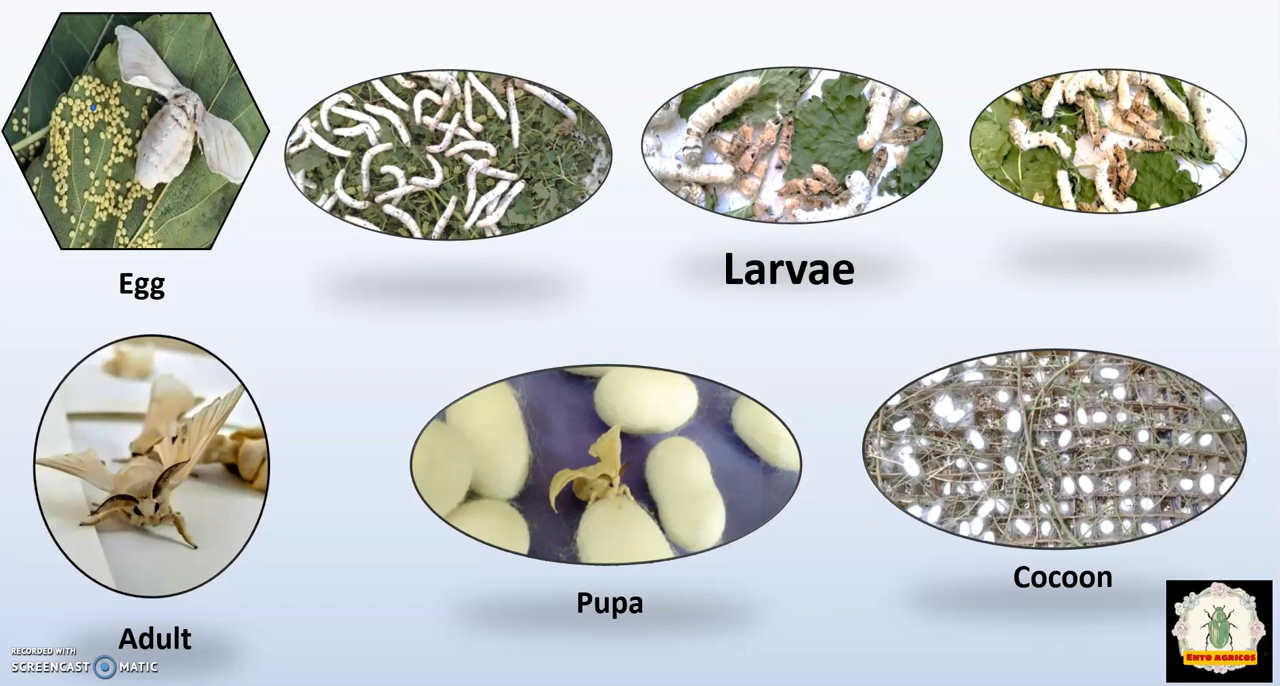 Egg
Larvae
Cocoon
Pupa
Adult
RECORDED WITH
SCREENCAST MATIC
ENTO AGRICOS